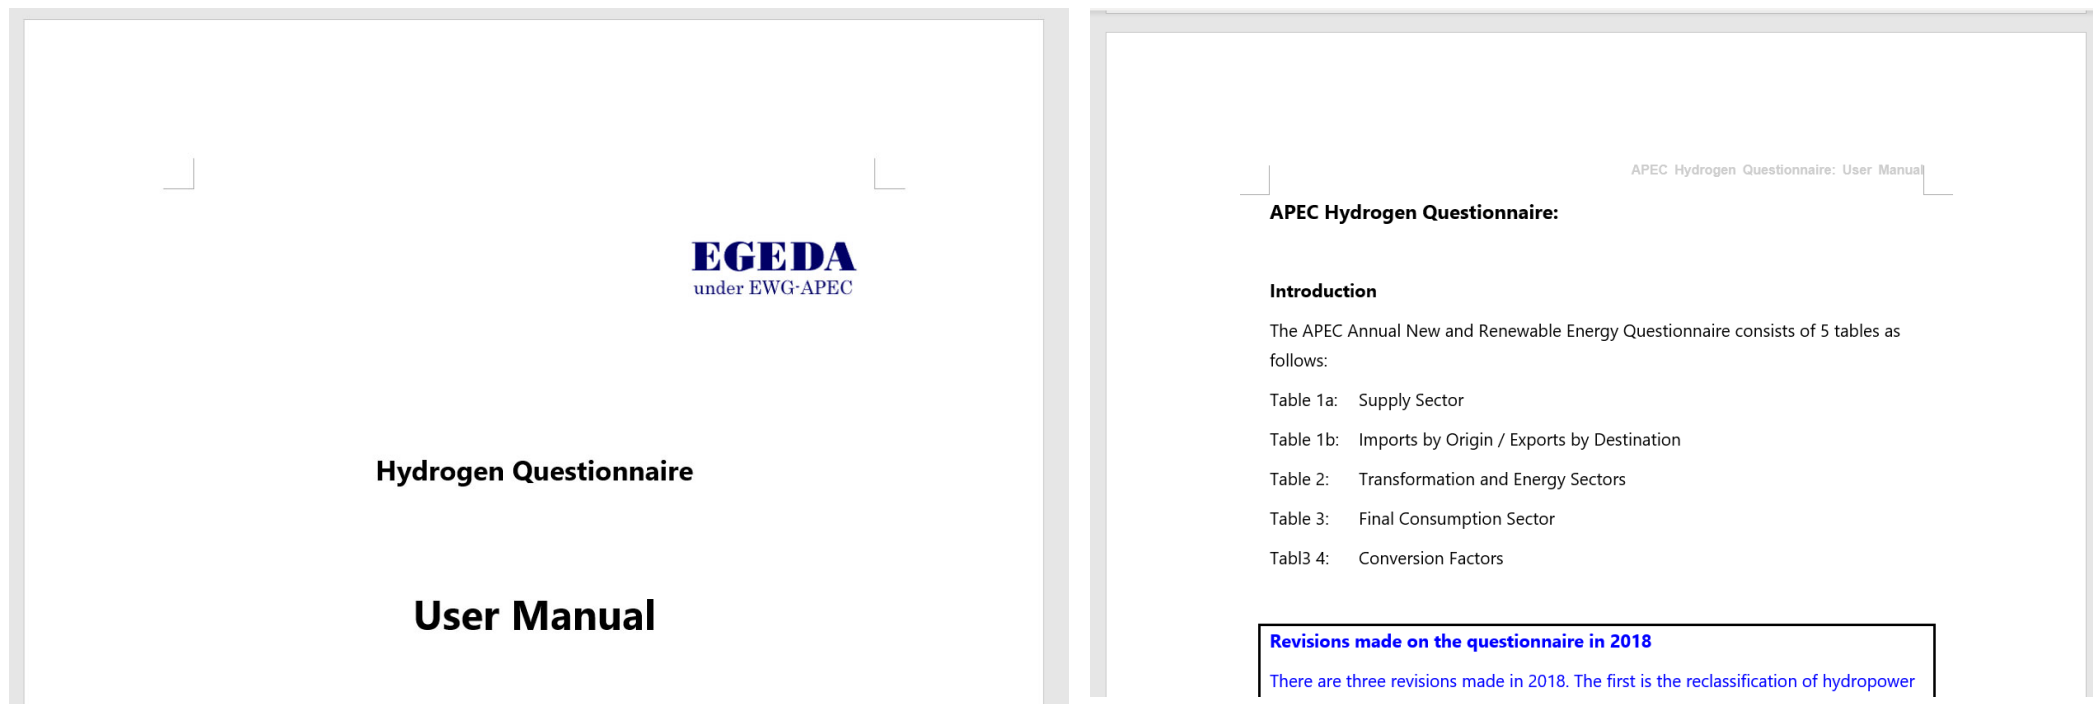 EGEDA
under EWG-APEC
Hydrogen Questionnaire
User Manual
APEC Hydrogen Questionnaire: User Manual
APEC Hydrogen Questionnaire:
Introduction
The APEC Annual New and Renewable Energy Questionnaire consists of 5 tables as
follows:
Table 1a: Supply Sector
Table 1b: Imports by Origin / Exports by Destination
Table 2: Transformation and Energy Sectors
Table 3: Final Consumption Sector
Tabl3 4: Conversion Factors
Revisions made on the questionnaire in 2018
There are three revisions made in 2018. The first is the reclassification of hydropower